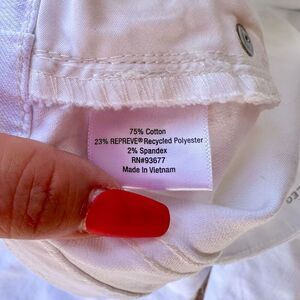 75% Cotton
23% REPREVE® Recycled Polyester
2% Spandex
RN#93677
Made in Vietnam